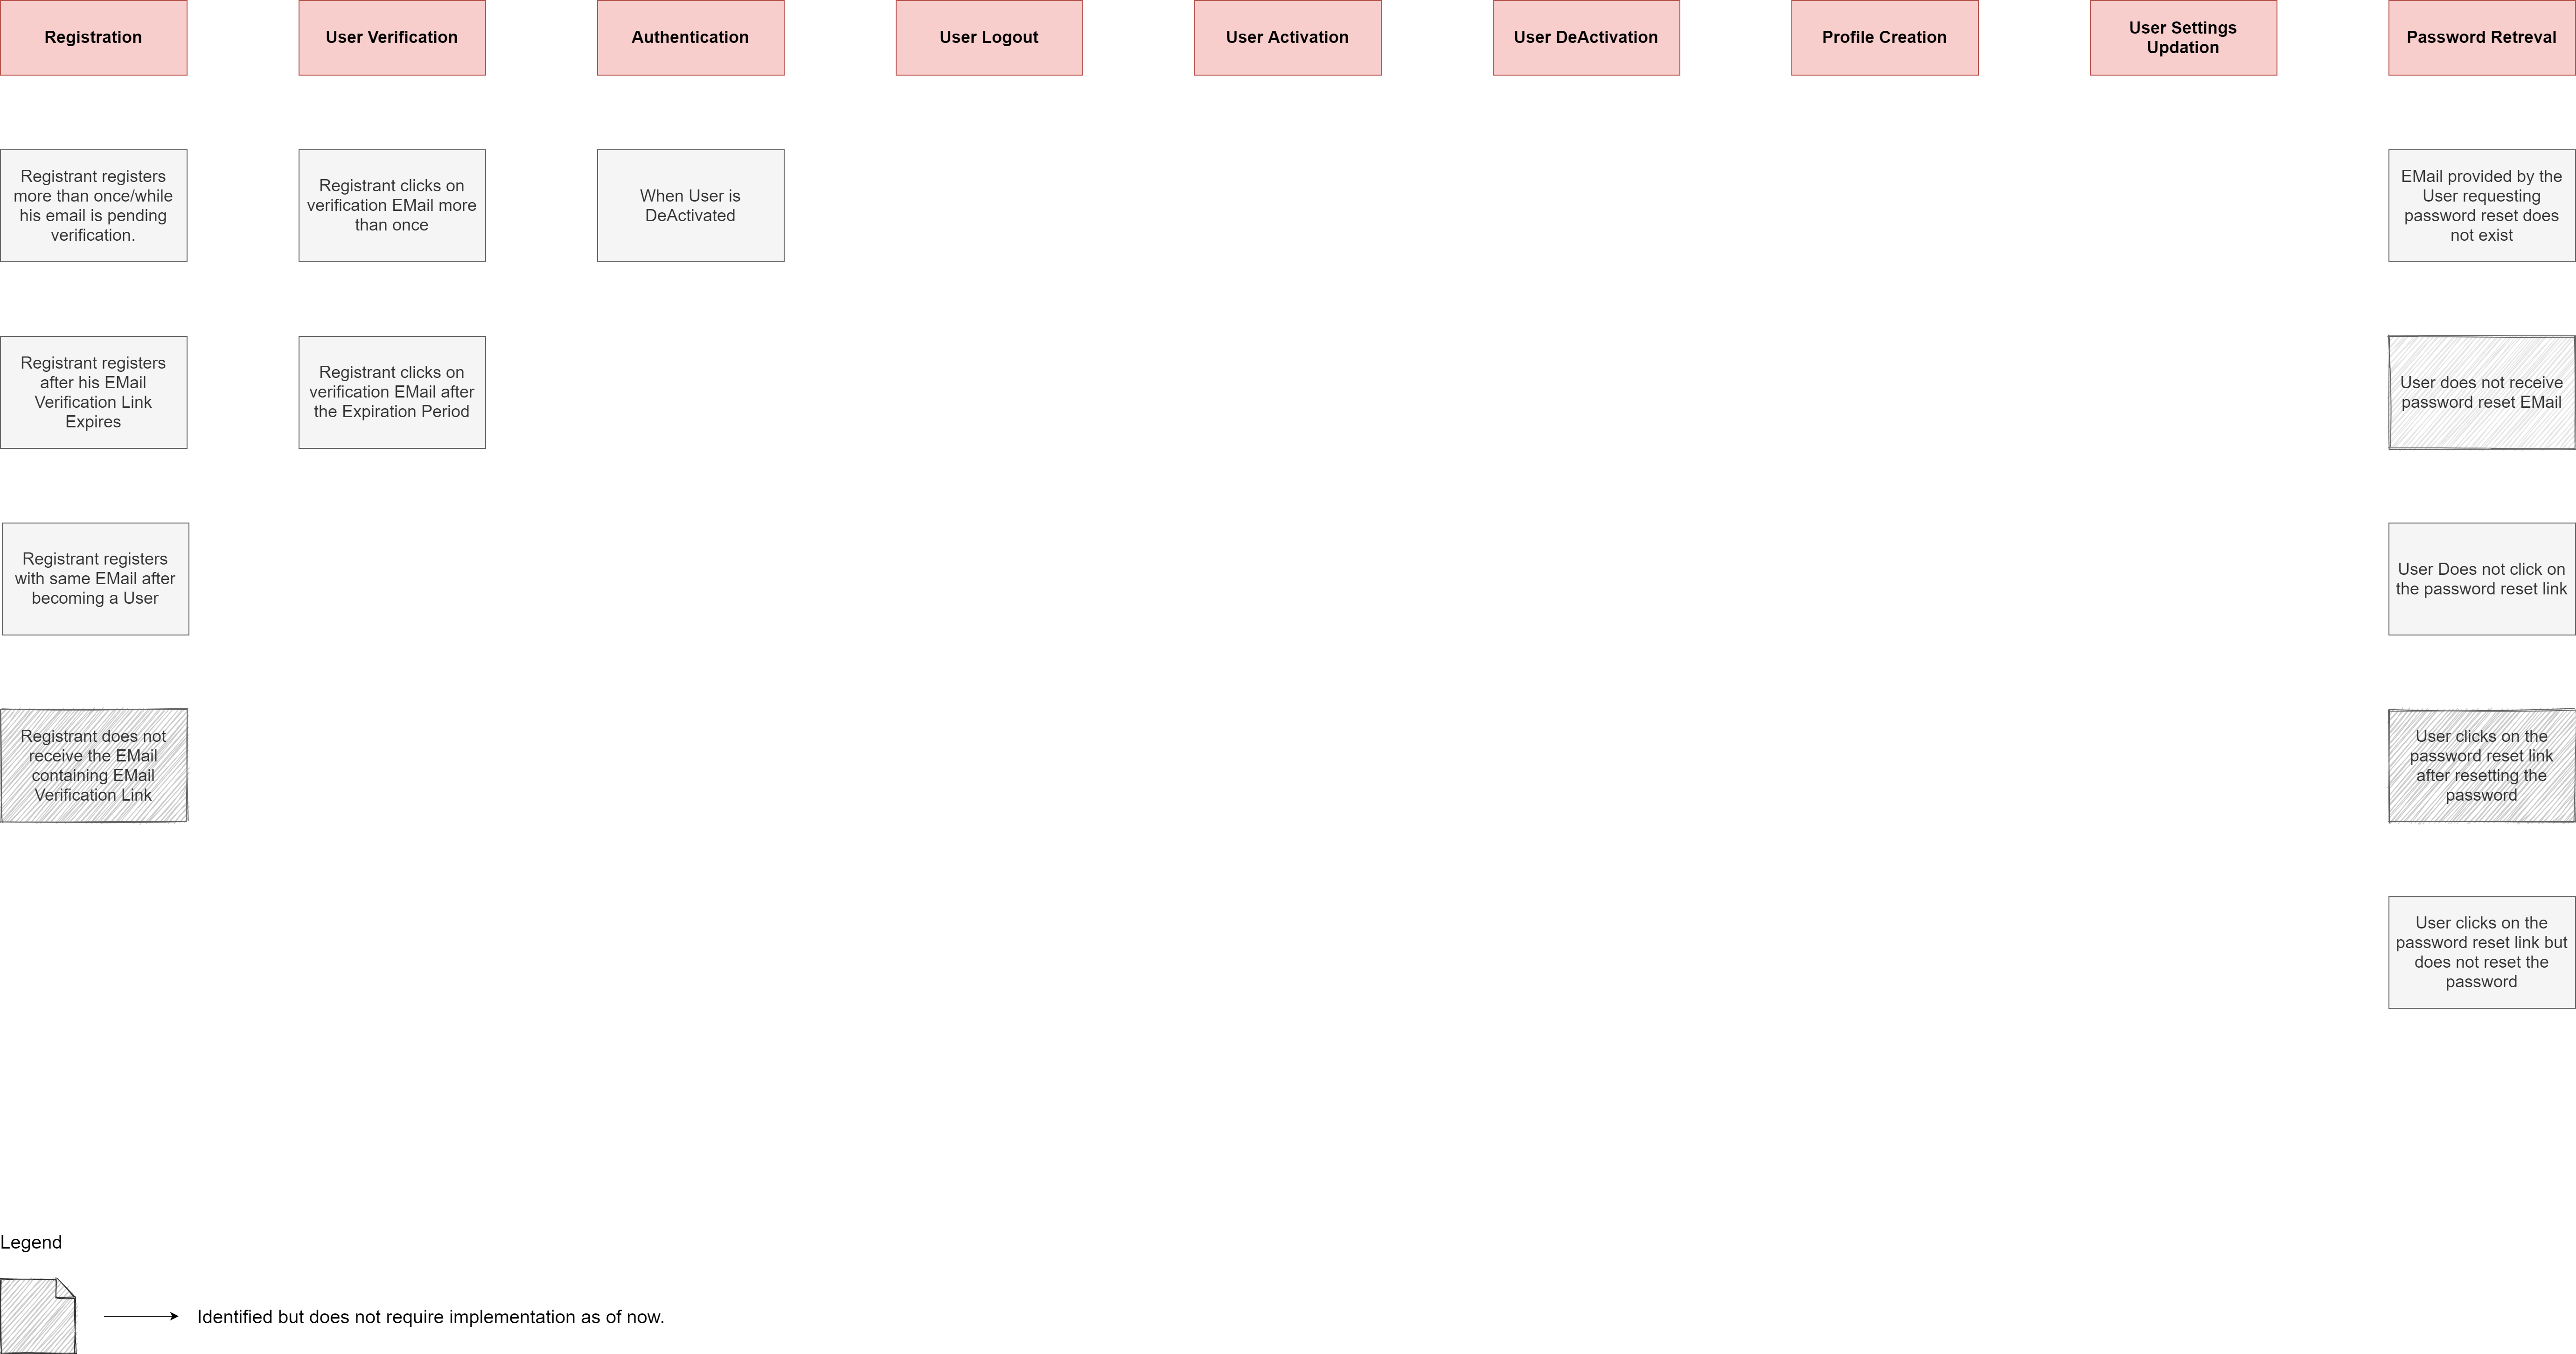 Registration
User Verification
Authentication
User Logout
User Activation
User DeActivation
Profile Creation
User Settings
Updation
Password Retreval
Registrant registers
more than once/while
his email is pending
verification.
Registrant clicks on
verification EMail more
than once
When User is
DeActivated
EMail provided by the
User requesting
password reset does
not exist
Registrant registers
after his EMail
Verification Link
Expires
Registrant clicks on
verification EMail after
the Expiration Period
User does not receive
password reset EMail
Registrant registers
with same EMail after
becoming a User
User Does not click on
the password reset link
Registrant does not
receive the EMail
containing EMail
Verification Link
User clicks on the
password reset link
after resetting the
password
User clicks on the
password reset link but
does not reset the
password
Legend
Identified but does not require implementation as of now.